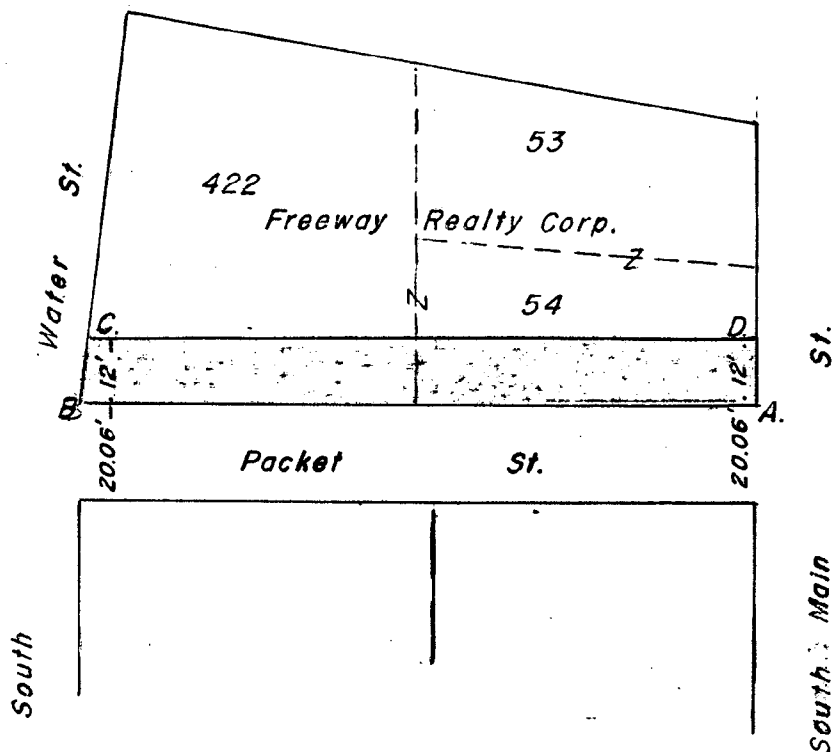 53
422
Freeway Realty Corp.
Z
Z
54
Water St.
C.
D.
12'
12'
B
A.
20.06'
20.06'
Packet St.
South
South Main St.